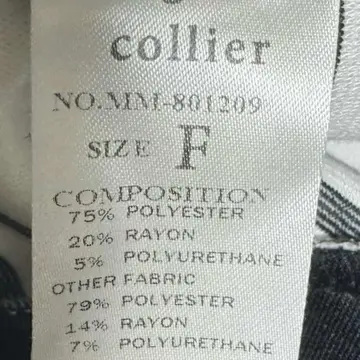 collier
NO.MM-801209
SIZE F
COMPOSITION
75% POLYESTER
20% RAYON
5% POLYURETHANE
OTHER FABRIC
79% POLYESTER
14% RAYON
7% POLYURETHANE